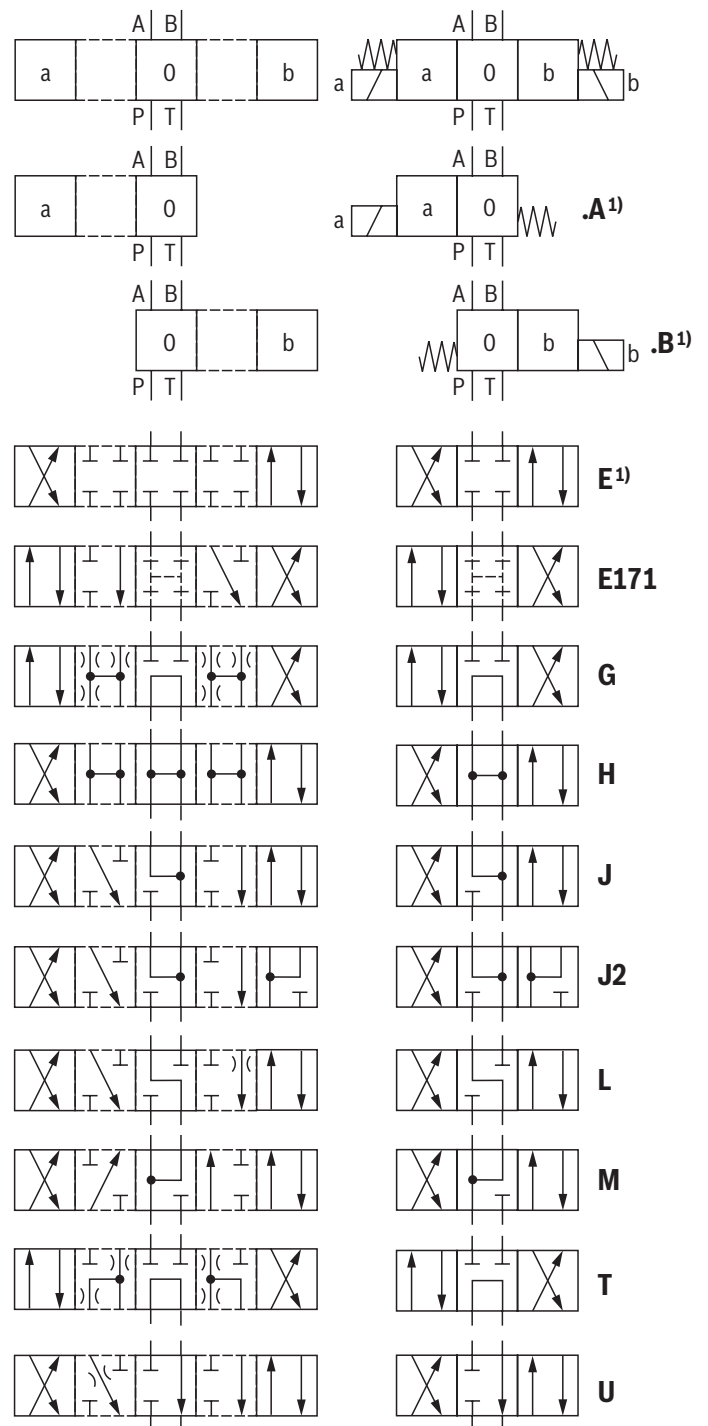 A B A B
a 0 b a a 0 b b
P T P T
A B A B
a 0 a a 0 .A¹⁾
P T P T
A B A B
0 b 0 b b .B¹⁾
P T P T
E¹⁾
E171
G
H
J
J2
L
M
T
U